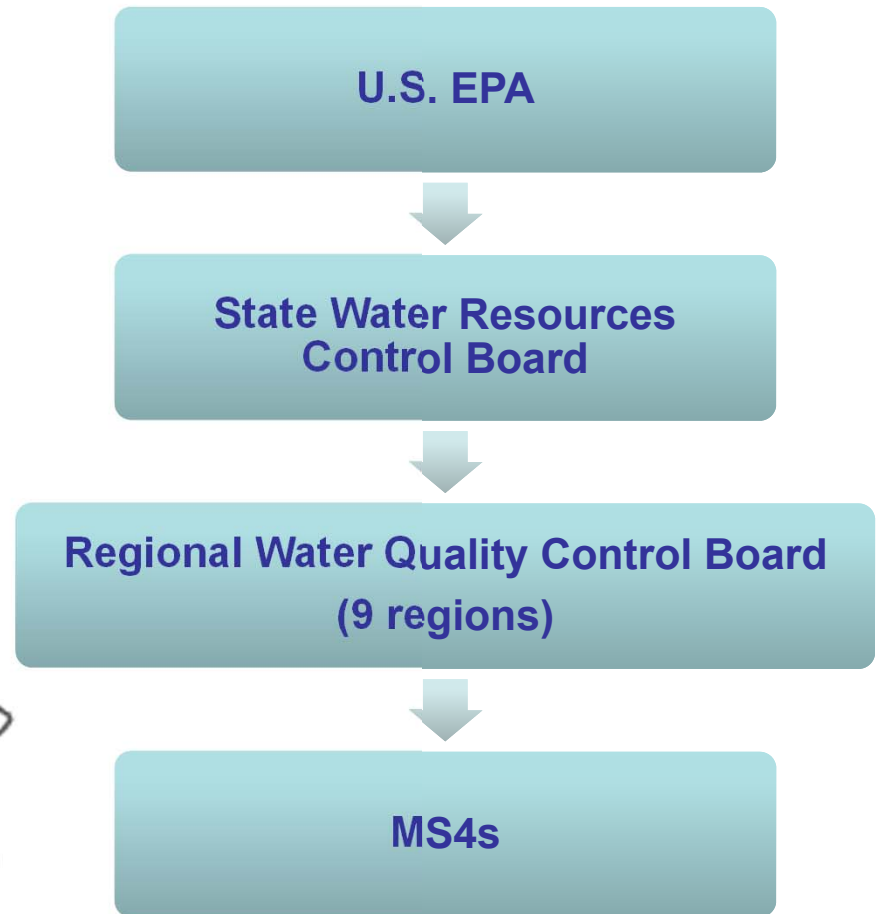 U.S. EPA
State Water Resources
Control Board
Regional Water Quality Control Board
(9 regions)
MS4s